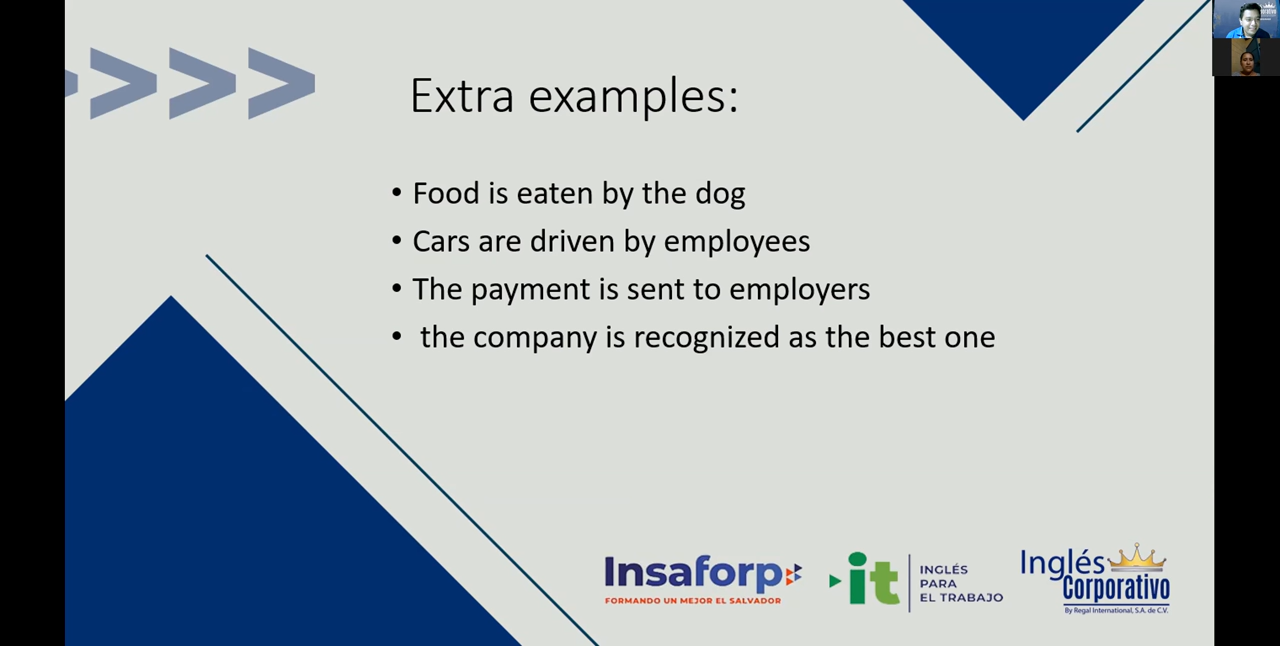 Extra examples:
• Food is eaten by the dog
• Cars are driven by employees
• The payment is sent to employers
• the company is recognized as the best one
Insaforp
FORMANDO UN MEJOR EL SALVADOR
it
INGLÉS
PARA
EL TRABAJO
Inglés
Corporativo
By Regal International, S.A. de C.V.